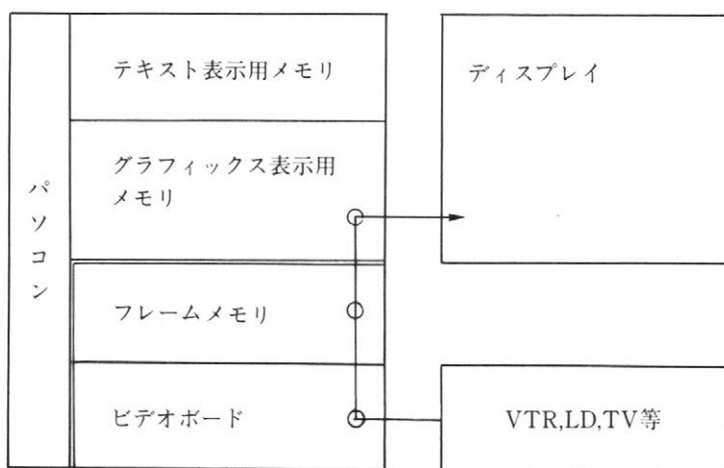 パソコン
テキスト表示用メモリ
グラフィックス表示用
メモリ
フレームメモリ
ビデオボード
ディスプレイ
VTR,LD,TV等